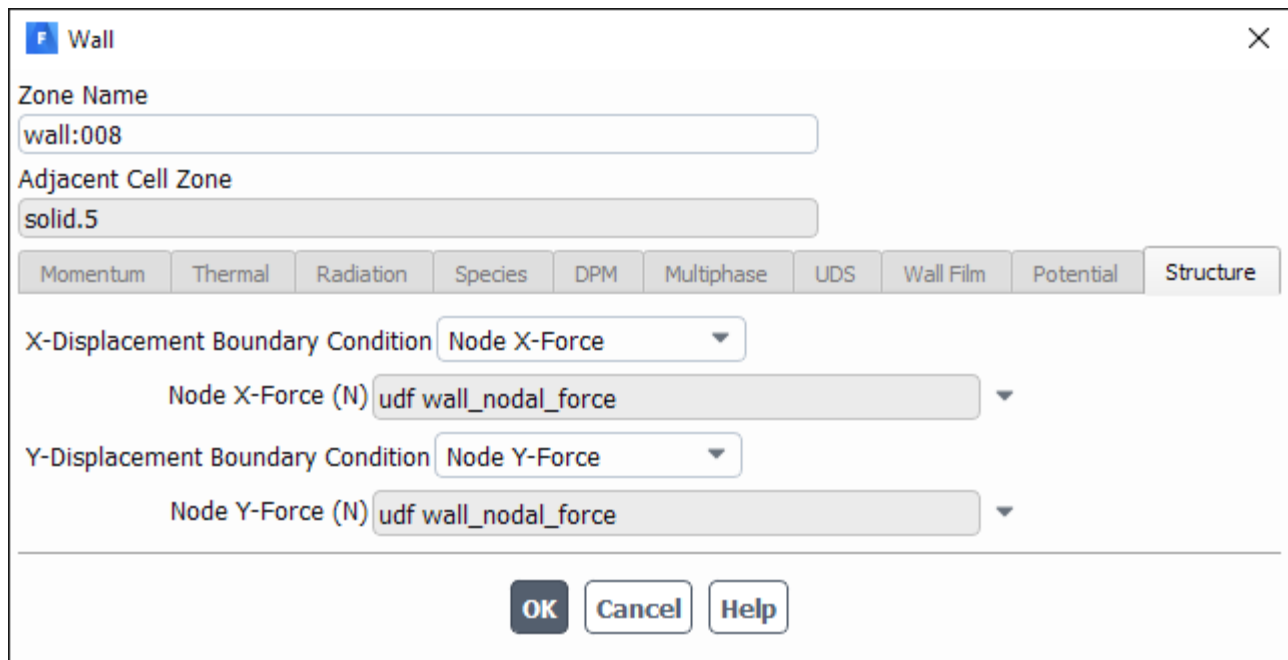 F Wall
Zone Name
wall:008
Adjacent Cell Zone
solid.5
Momentum Thermal Radiation Species DPM Multiphase UDS Wall Film Potential Structure
X-Displacement Boundary Condition Node X-Force
Node X-Force (N) udf wall_nodal_force
Y-Displacement Boundary Condition Node Y-Force
Node Y-Force (N) udf wall_nodal_force
OK Cancel Help